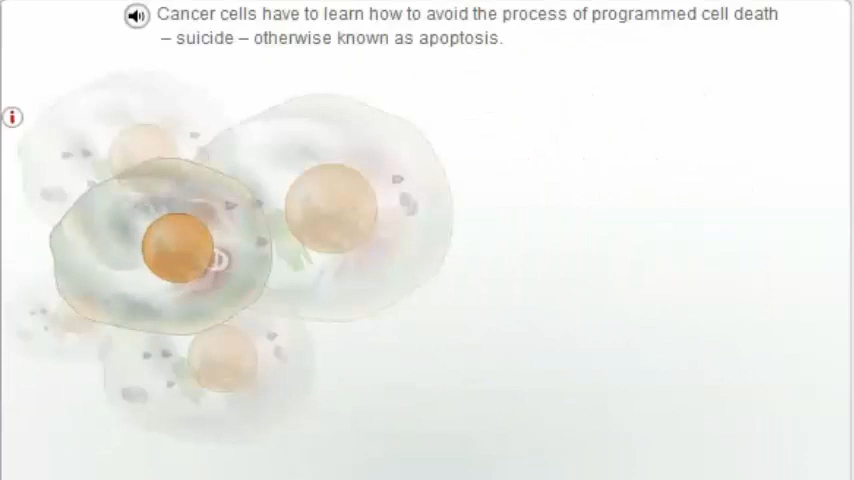 Cancer cells have to learn how to avoid the process of programmed cell death
– suicide – otherwise known as apoptosis.